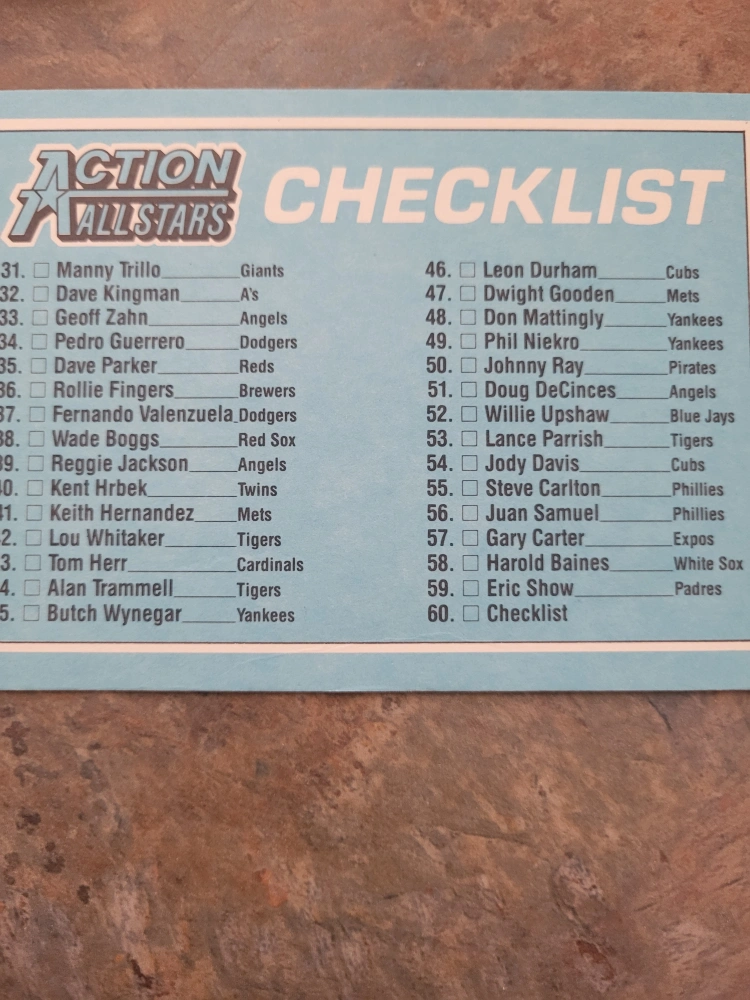 ACTION
ALL STARS
CHECKLIST
31. Manny Trillo Giants
32. Dave Kingman A's
33. Geoff Zahn Angels
34. Pedro Guerrero Dodgers
35. Dave Parker Reds
36. Rollie Fingers Brewers
37. Fernando Valenzuela Dodgers
38. Wade Boggs Red Sox
39. Reggie Jackson Angels
40. Kent Hrbek Twins
41. Keith Hernandez Mets
2. Lou Whitaker Tigers
3. Tom Herr Cardinals
4. Alan Trammell Tigers
5. Butch Wynegar Yankees
46. Leon Durham Cubs
47. Dwight Gooden Mets
48. Don Mattingly Yankees
49. Phil Niekro Yankees
50. Johnny Ray Pirates
51. Doug DeCinces Angels
52. Willie Upshaw Blue Jays
53. Lance Parrish Tigers
54. Jody Davis Cubs
55. Steve Carlton Phillies
56. Juan Samuel Phillies
57. Gary Carter Expos
58. Harold Baines White Sox
59. Eric Show Padres
60. Checklist